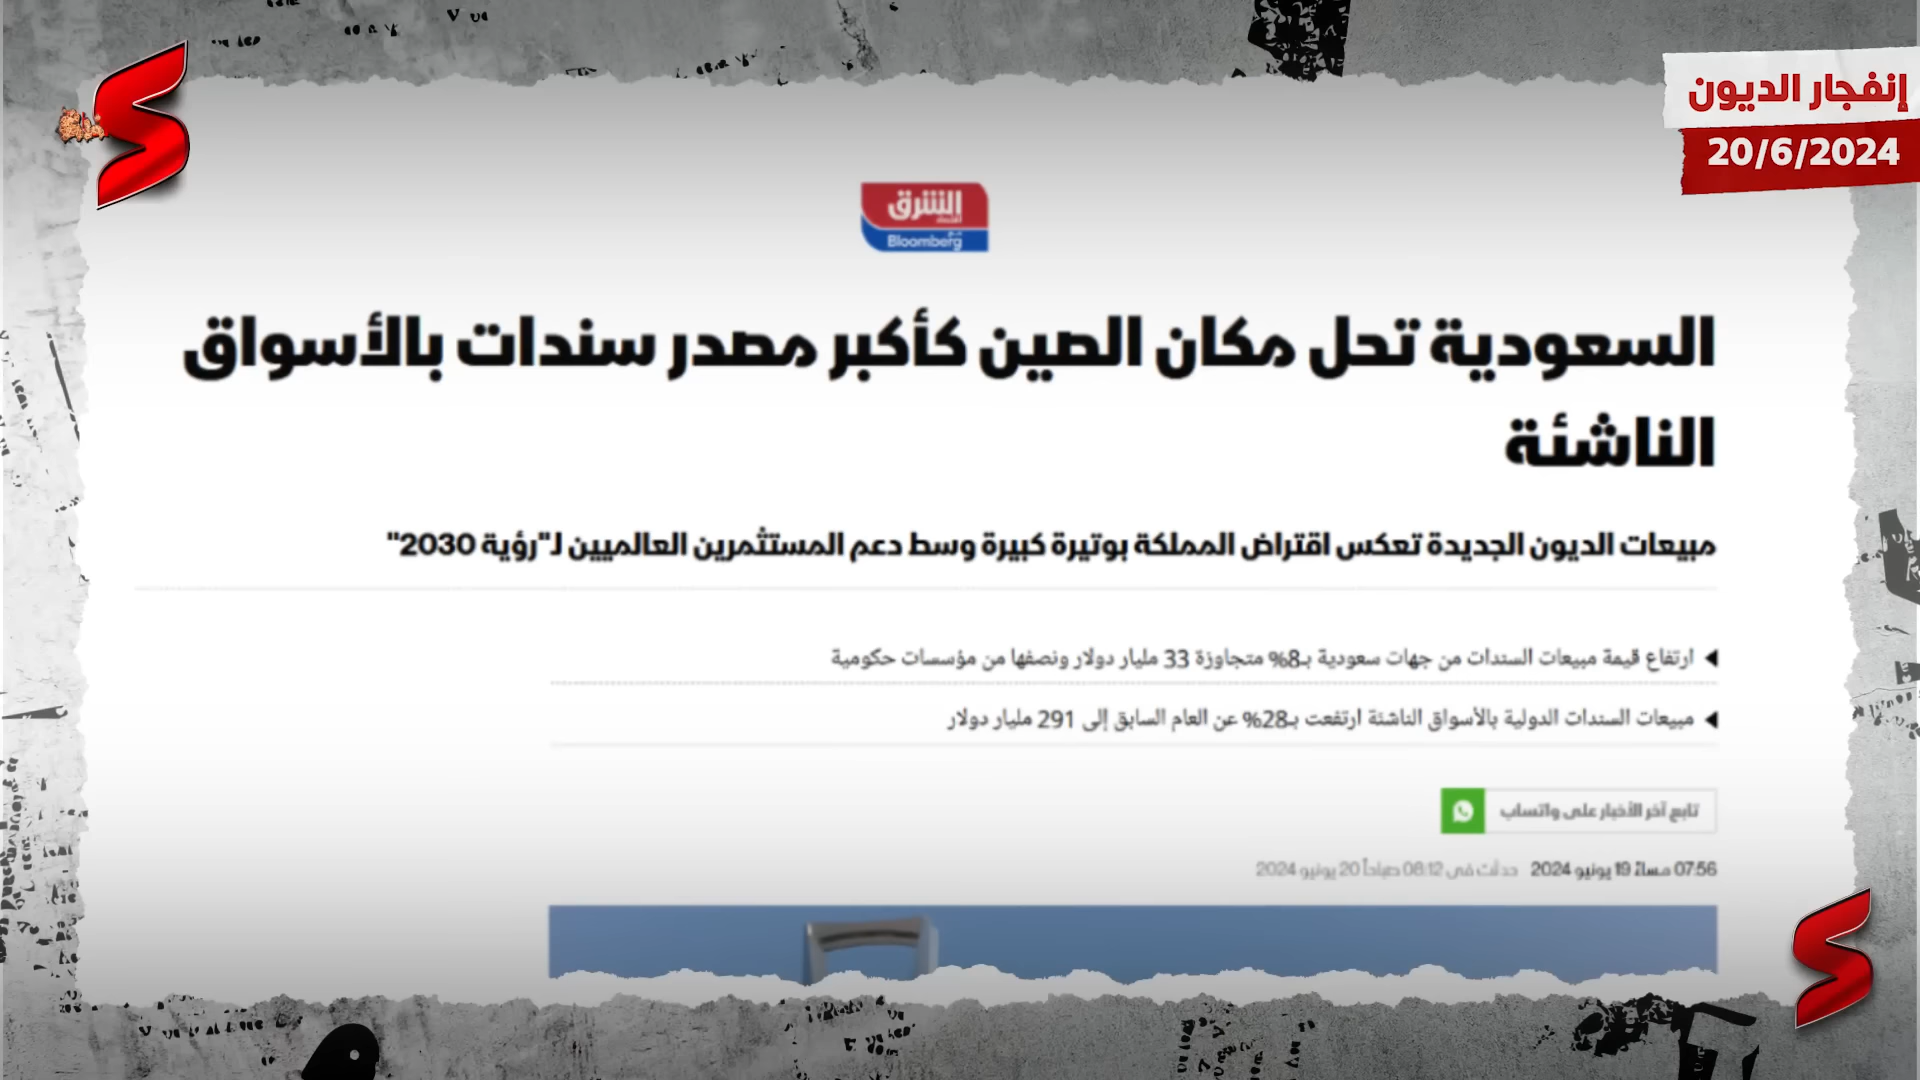 إنفجار الديون
20/6/2024
الشرق
Bloomberg
السعودية تحل مكان الصين كأكبر مصدر سندات بالأسواق
الناشئة
مبيعات الديون الجديدة تعكس اقتراض المملكة بوتيرة كبيرة وسط دعم المستثمرين العالميين لـ"رؤية 2030"
ارتفاع قيمة مبيعات السندات من جهات سعودية بـ8% متجاوزة 33 مليار دولار ونصفها من مؤسسات حكومية
مبيعات السندات الدولية بالأسواق الناشئة ارتفعت بـ28% عن العام السابق إلى 291 مليار دولار
تابع آخر الأخبار على واتساب
07:56 مساءً 19 يونيو 2024 حدثت في 08:12 صباحاً 20 يونيو 2024